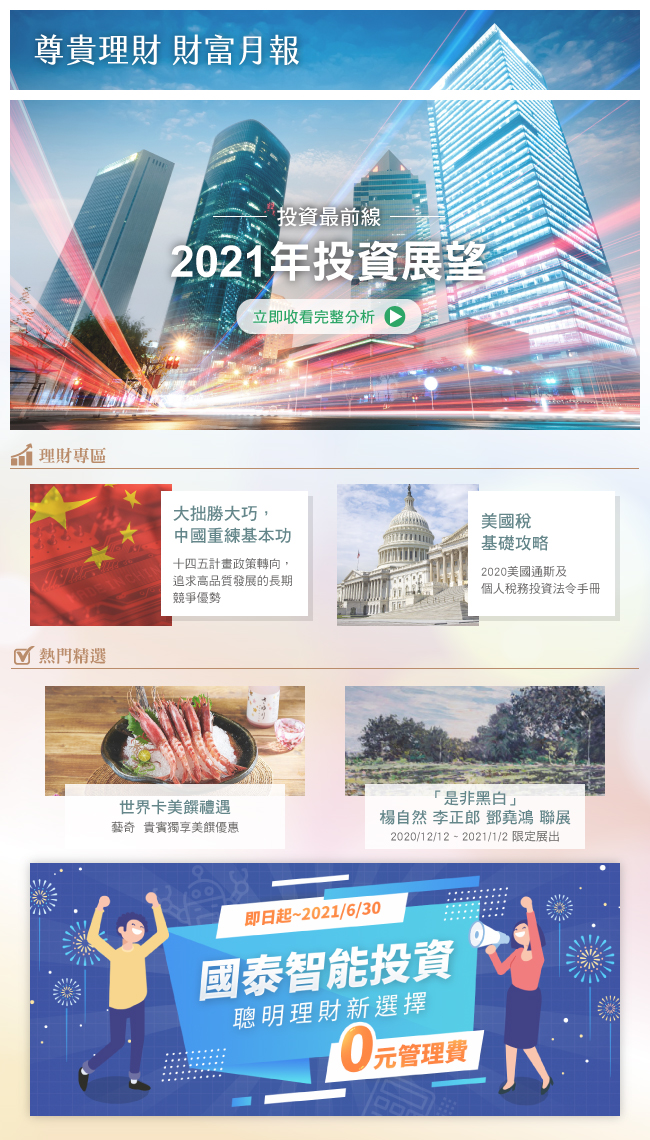 尊貴理財 財富月報
投資最前線
2021年投資展望
立即收看完整分析
理財專區
大拙勝大巧，
中國重練基本功
十四五計畫政策轉向，
追求高品質發展的長期
競爭優勢
美國稅
基礎攻略
2020美國通斯及
個人稅務投資法令手冊
熱門精選
世界卡美饌禮遇
藝奇 貴賓獨享美饌優惠
「是非黑白」
楊自然 李正郎 鄧堯鴻 聯展
2020/12/12 ~ 2021/1/2 限定展出
即日起~2021/6/30
國泰智能投資
聰明理財新選擇
0元管理費